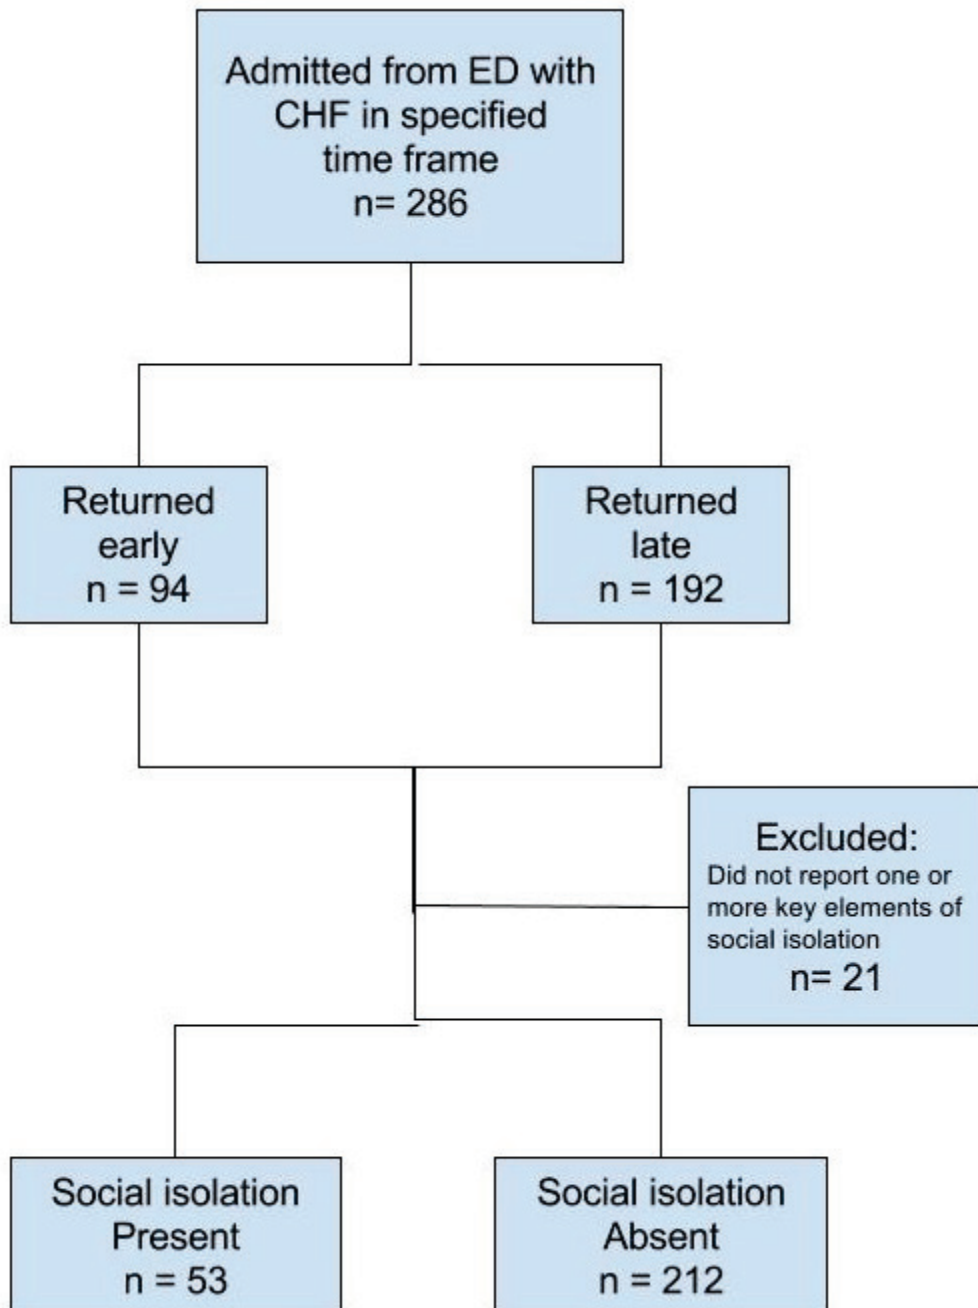 Admitted from ED with
CHF in specified
time frame
n= 286
Returned
early
n = 94
Returned
late
n = 192
Excluded:
Did not report one or
more key elements of
social isolation
n= 21
Social isolation
Present
n = 53
Social isolation
Absent
n = 212